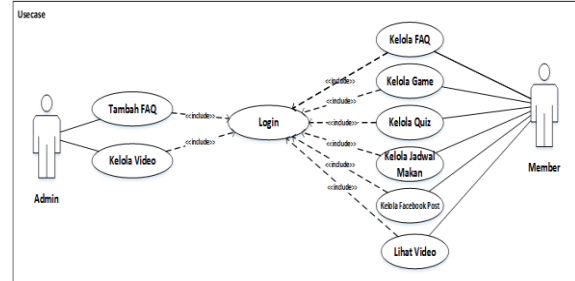 Usecase
Kelola FAQ
<<include>>
Kelola Game
<<include>>
Tambah FAQ
<<include>>
Login
<<include>>
Kelola Quiz
Kelola Video
<<include>>
<<include>>
Kelola Jadwal
Makan
Admin
Member
<<include>>
Kelola Facebook Post
<<include>>
Lihat Video